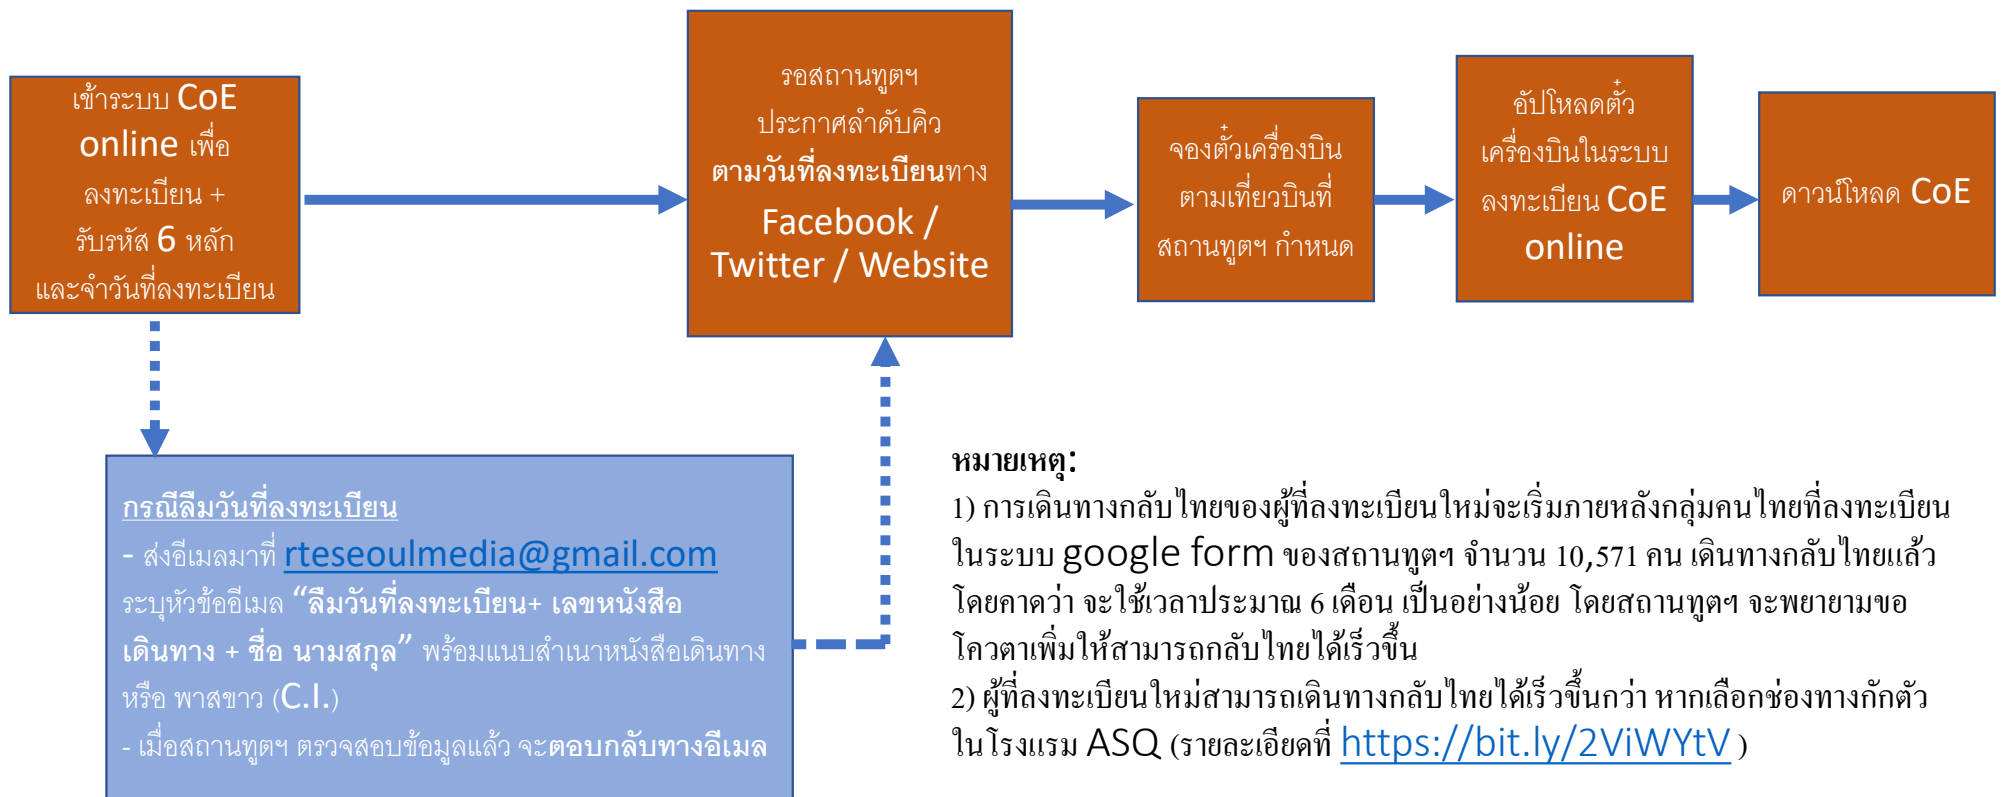 เข้าระบบ CoE
online เพื่อ
ลงทะเบียน +
รับรหัส 6 หลัก
และจำวันที่ลงทะเบียน
รอสถานทูตฯ
ประกาศลำดับคิว
ตามวันที่ลงทะเบียนทาง
Facebook /
Twitter / Website
จองตั๋วเครื่องบิน
ตามเที่ยวบินที่
สถานทูตฯ กำหนด
อัปโหลดตั๋ว
เครื่องบินในระบบ
ลงทะเบียน CoE
online
ดาวน์โหลด CoE
กรณีลืมวันที่ลงทะเบียน
- ส่งอีเมลมาที่ rteseoulmedia@gmail.com
ระบุหัวข้ออีเมล “ลืมวันที่ลงทะเบียน+ เลขหนังสือ
เดินทาง + ชื่อ นามสกุล” พร้อมแนบสำเนาหนังสือเดินทาง
หรือ พาสขาว (C.I.)
- เมื่อสถานทูตฯ ตรวจสอบข้อมูลแล้ว จะตอบกลับทางอีเมล
หมายเหตุ:
1) การเดินทางกลับไทยของผู้ที่ลงทะเบียนใหม่จะเริ่มภายหลังกลุ่มคนไทยที่ลงทะเบียน
ในระบบ google form ของสถานทูตฯ จำนวน 10,571 คน เดินทางกลับไทยแล้ว
โดยคาดว่า จะใช้เวลาประมาณ 6 เดือน เป็นอย่างน้อย โดยสถานทูตฯ จะพยายามขอ
โควตาเพิ่มให้สามารถกลับไทยได้เร็วขึ้น
2) ผู้ที่ลงทะเบียนใหม่สามารถเดินทางกลับไทยได้เร็วขึ้นกว่า หากเลือกช่องทางกักตัว
ในโรงแรม ASQ (รายละเอียดที่ https://bit.ly/2ViWYtV )